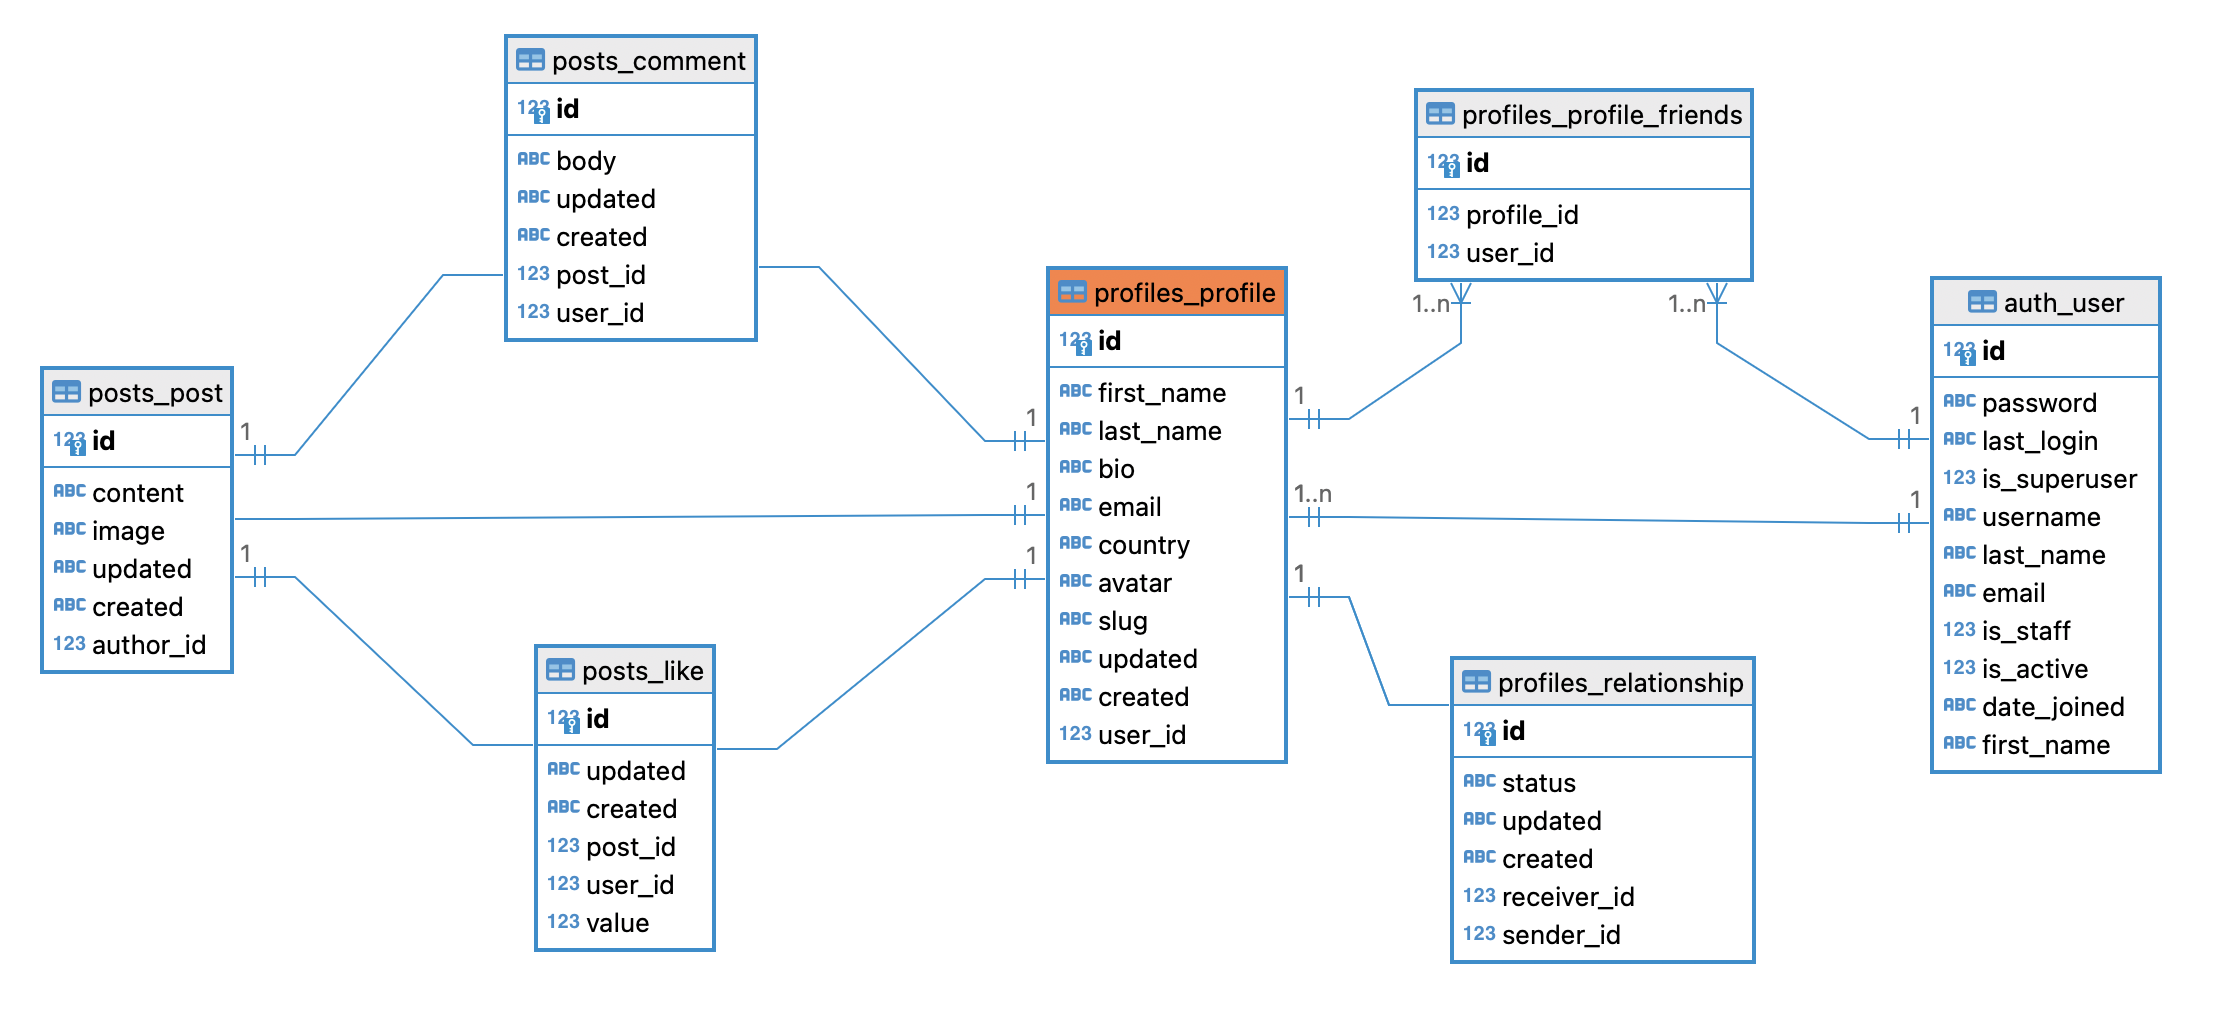 posts_comment
123 id
ABC body
ABC updated
ABC created
123 post_id
123 user_id
posts_post
123 id
ABC content
ABC image
ABC updated
ABC created
123 author_id
1
1
posts_like
123 id
ABC updated
ABC created
123 post_id
123 user_id
123 value
1
1
1
profiles_profile
123 id
ABC first_name
ABC last_name
ABC bio
ABC email
ABC country
ABC avatar
ABC slug
ABC updated
ABC created
123 user_id
1
1..n
1
profiles_profile_friends
123 id
123 profile_id
123 user_id
1..n
1..n
profiles_relationship
123 id
ABC status
ABC updated
ABC created
123 receiver_id
123 sender_id
1
1
auth_user
123 id
ABC password
ABC last_login
123 is_superuser
ABC username
ABC last_name
ABC email
123 is_staff
123 is_active
ABC date_joined
ABC first_name